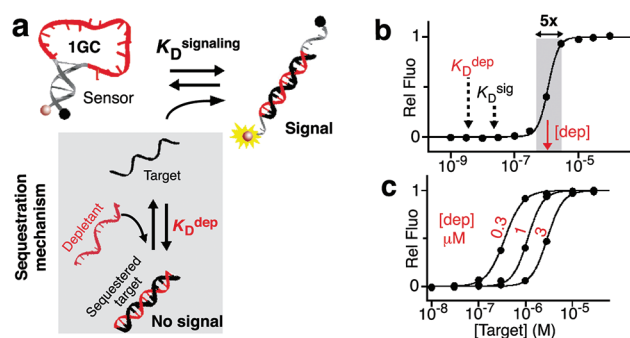 a
1GC
Sensor
K_D^signaling
Signal
Sequestration
mechanism
Target
Depletant
K_D^dep
Sequestered
target
No signal
b
5x
Rel Fluo
1
0
K_D^dep
K_D^sig
[dep]
10^-9
10^-7
10^-5
c
Rel Fluo
1
0
[dep]
µM
0.3
1
3
10^-8
10^-7
10^-6
10^-5
[Target] (M)